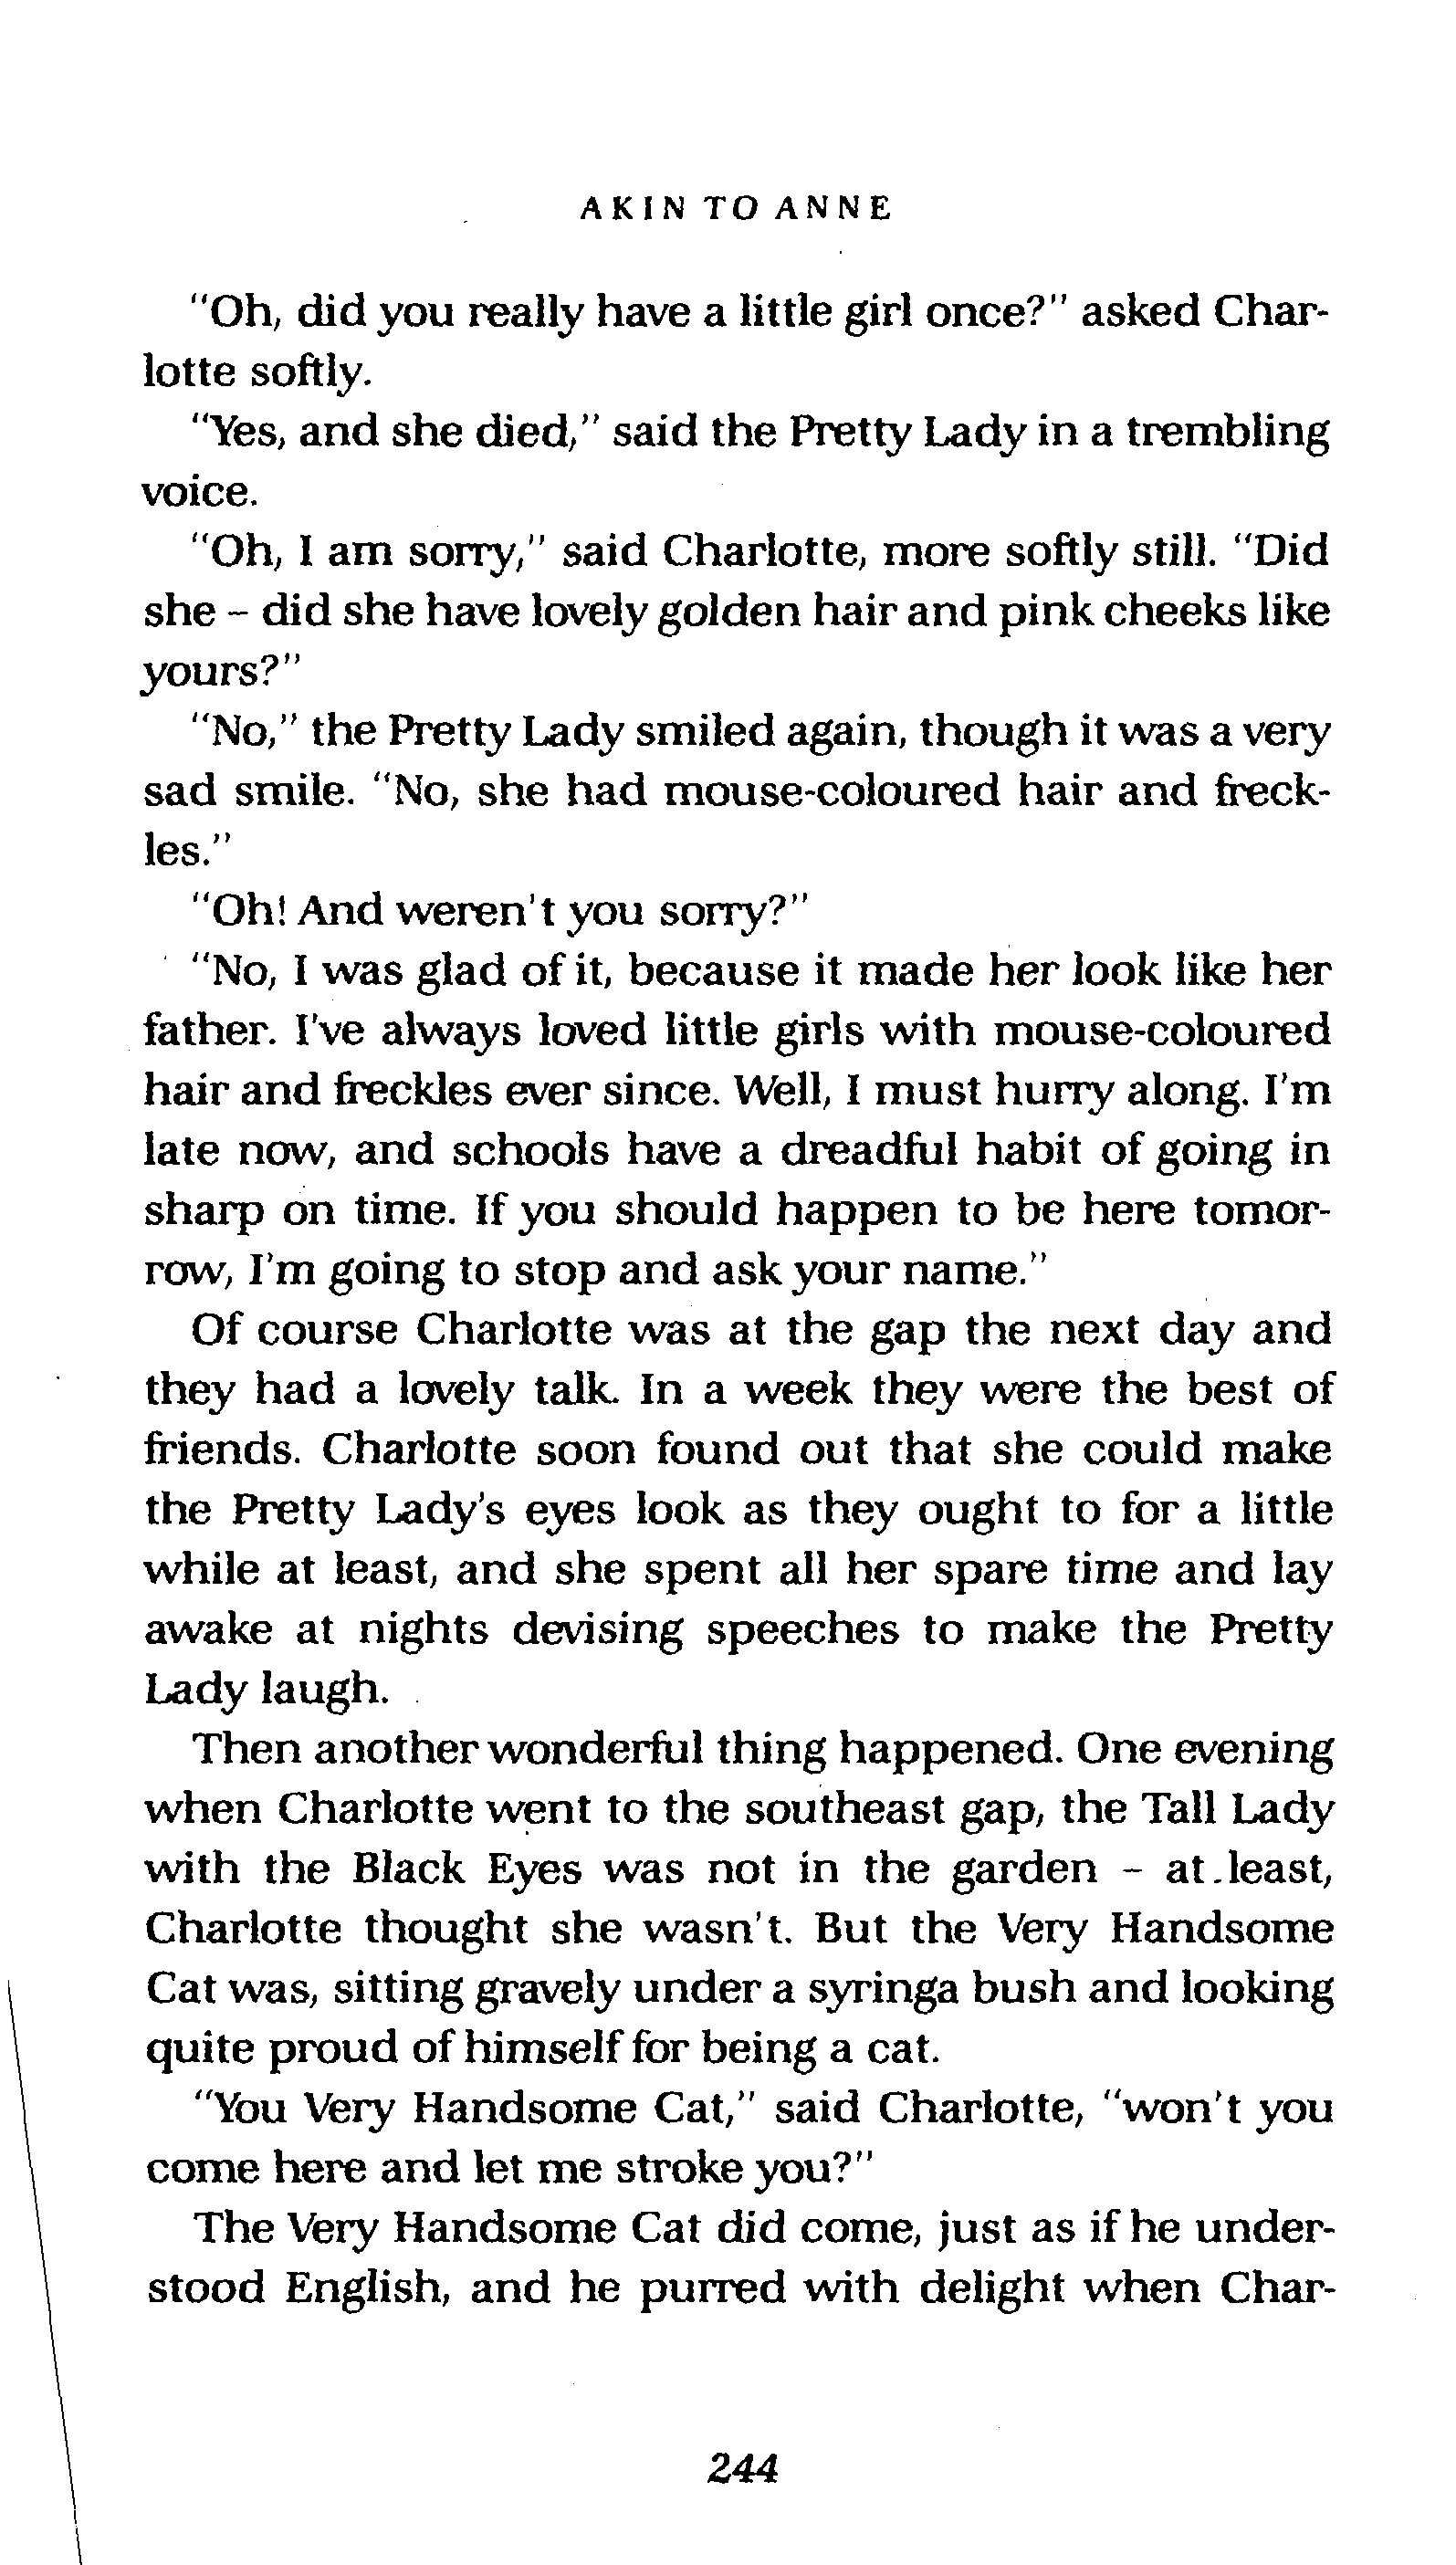 AKIN TO ANNE
"Oh, did you really have a little girl once?" asked Char-
lotte softly.
"Yes, and she died," said the Pretty Lady in a trembling
voice.
"Oh, I am sorry," said Charlotte, more softly still. "Did
she – did she have lovely golden hair and pink cheeks like
yours?"
"No," the Pretty Lady smiled again, though it was a very
sad smile. "No, she had mouse-coloured hair and freck-
les."
"Oh! And weren't you sorry?"
"No, I was glad of it, because it made her look like her
father. I've always loved little girls with mouse-coloured
hair and freckles ever since. Well, I must hurry along. I'm
late now, and schools have a dreadful habit of going in
sharp on time. If you should happen to be here tomor-
row, I'm going to stop and ask your name."
Of course Charlotte was at the gap the next day and
they had a lovely talk. In a week they were the best of
friends. Charlotte soon found out that she could make
the Pretty Lady's eyes look as they ought to for a little
while at least, and she spent all her spare time and lay
awake at nights devising speeches to make the Pretty
Lady laugh.
Then another wonderful thing happened. One evening
when Charlotte went to the southeast gap, the Tall Lady
with the Black Eyes was not in the garden – at least,
Charlotte thought she wasn't. But the Very Handsome
Cat was, sitting gravely under a syringa bush and looking
quite proud of himself for being a cat.
"You Very Handsome Cat," said Charlotte, "won't you
come here and let me stroke you?"
The Very Handsome Cat did come, just as if he under-
stood English, and he purred with delight when Char-
244